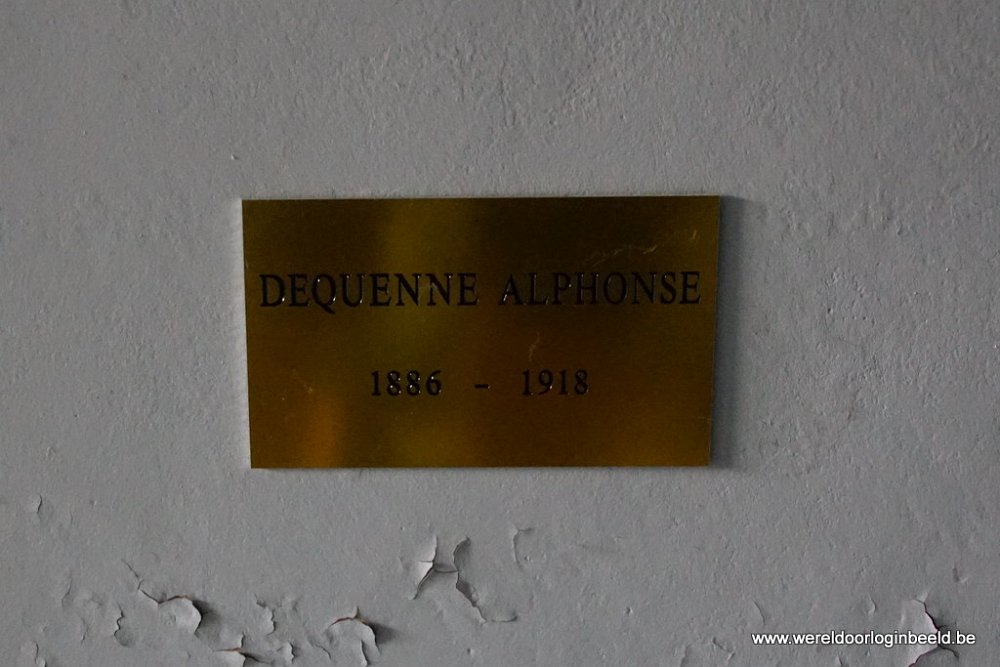 DEQUENNE ALPHONSE
1886 - 1918
www.wereldoorloginbeeld.be